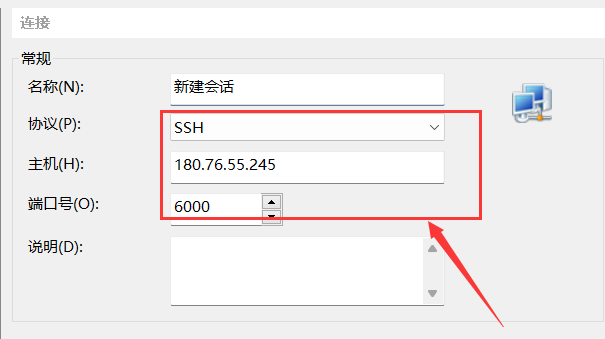 连接
常规
名称(N): 新建会话
协议(P): SSH
主机(H): 180.76.55.245
端口号(O): 6000
说明(D):